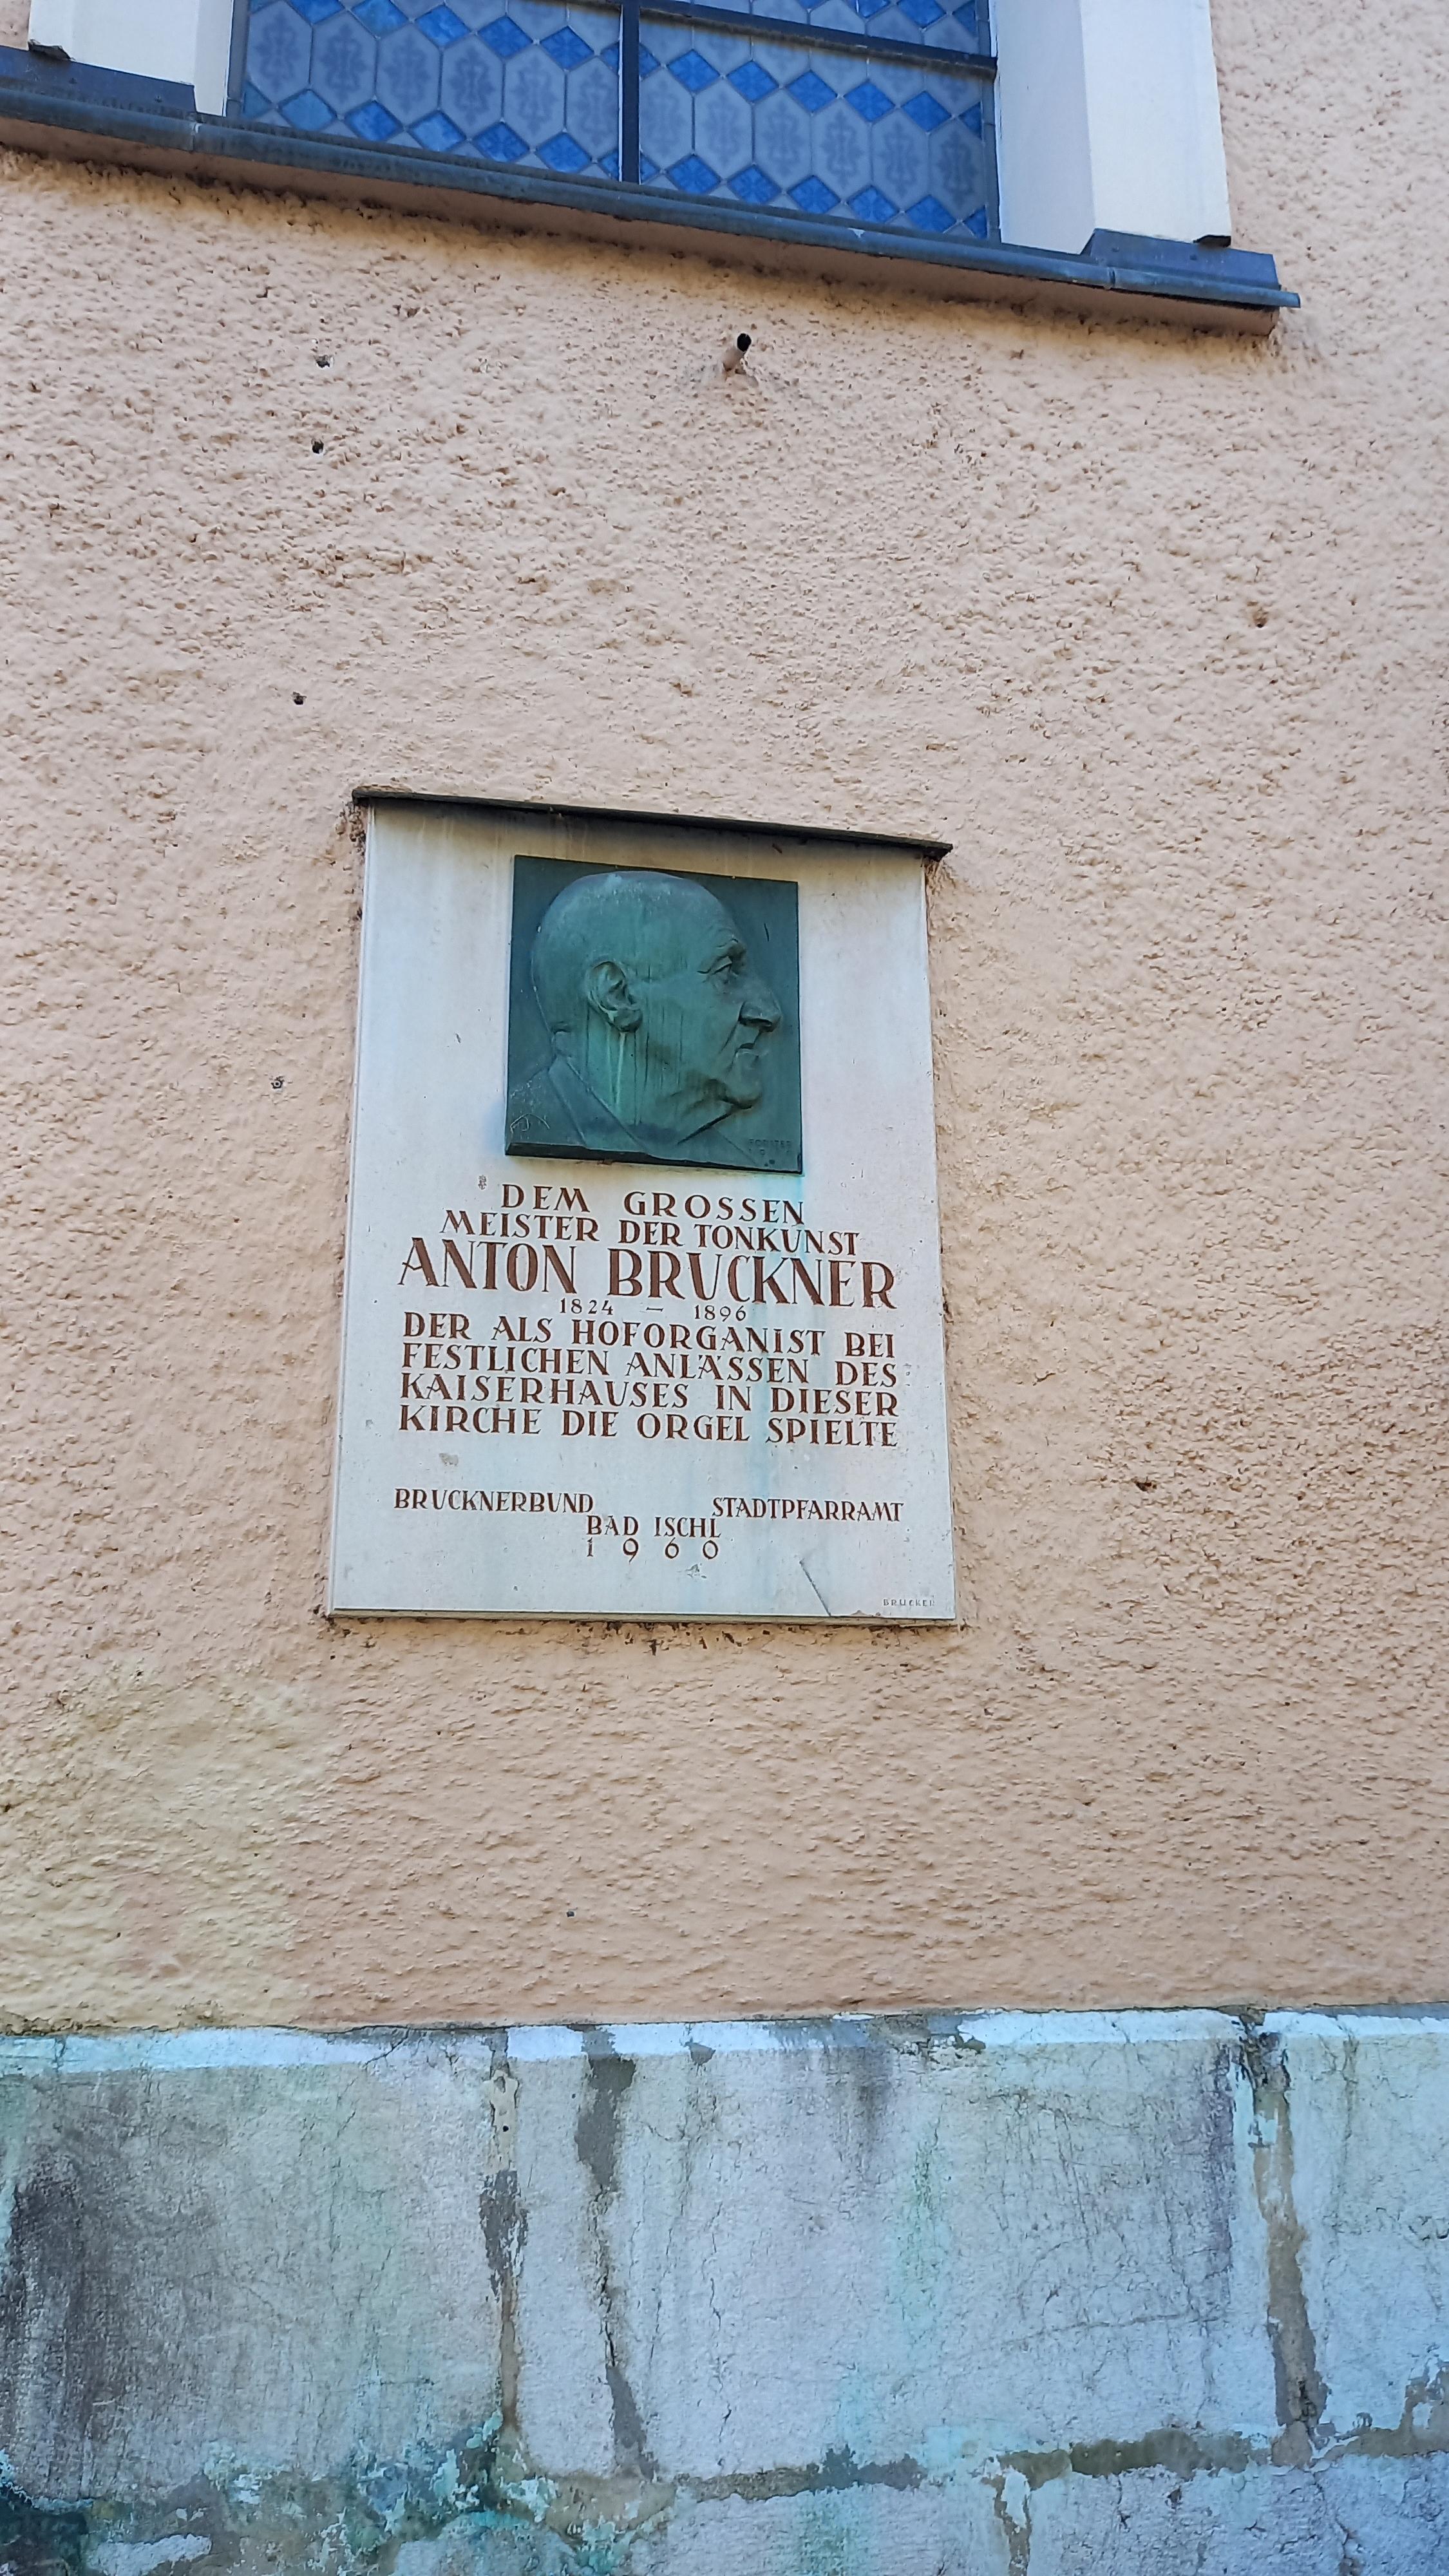 DEM GROSSEN
MEISTER DER TONKUNST
ANTON BRUCKNER
1824 – 1896
DER ALS HOFORGANIST BEI
FESTLICHEN ANLÄSSEN DES
KAISERHAUSES IN DIESER
KIRCHE DIE ORGEL SPIELTE
BRUCKNERBUND STADTPFARRAMT
BAD ISCHL
1960
BRUCKER